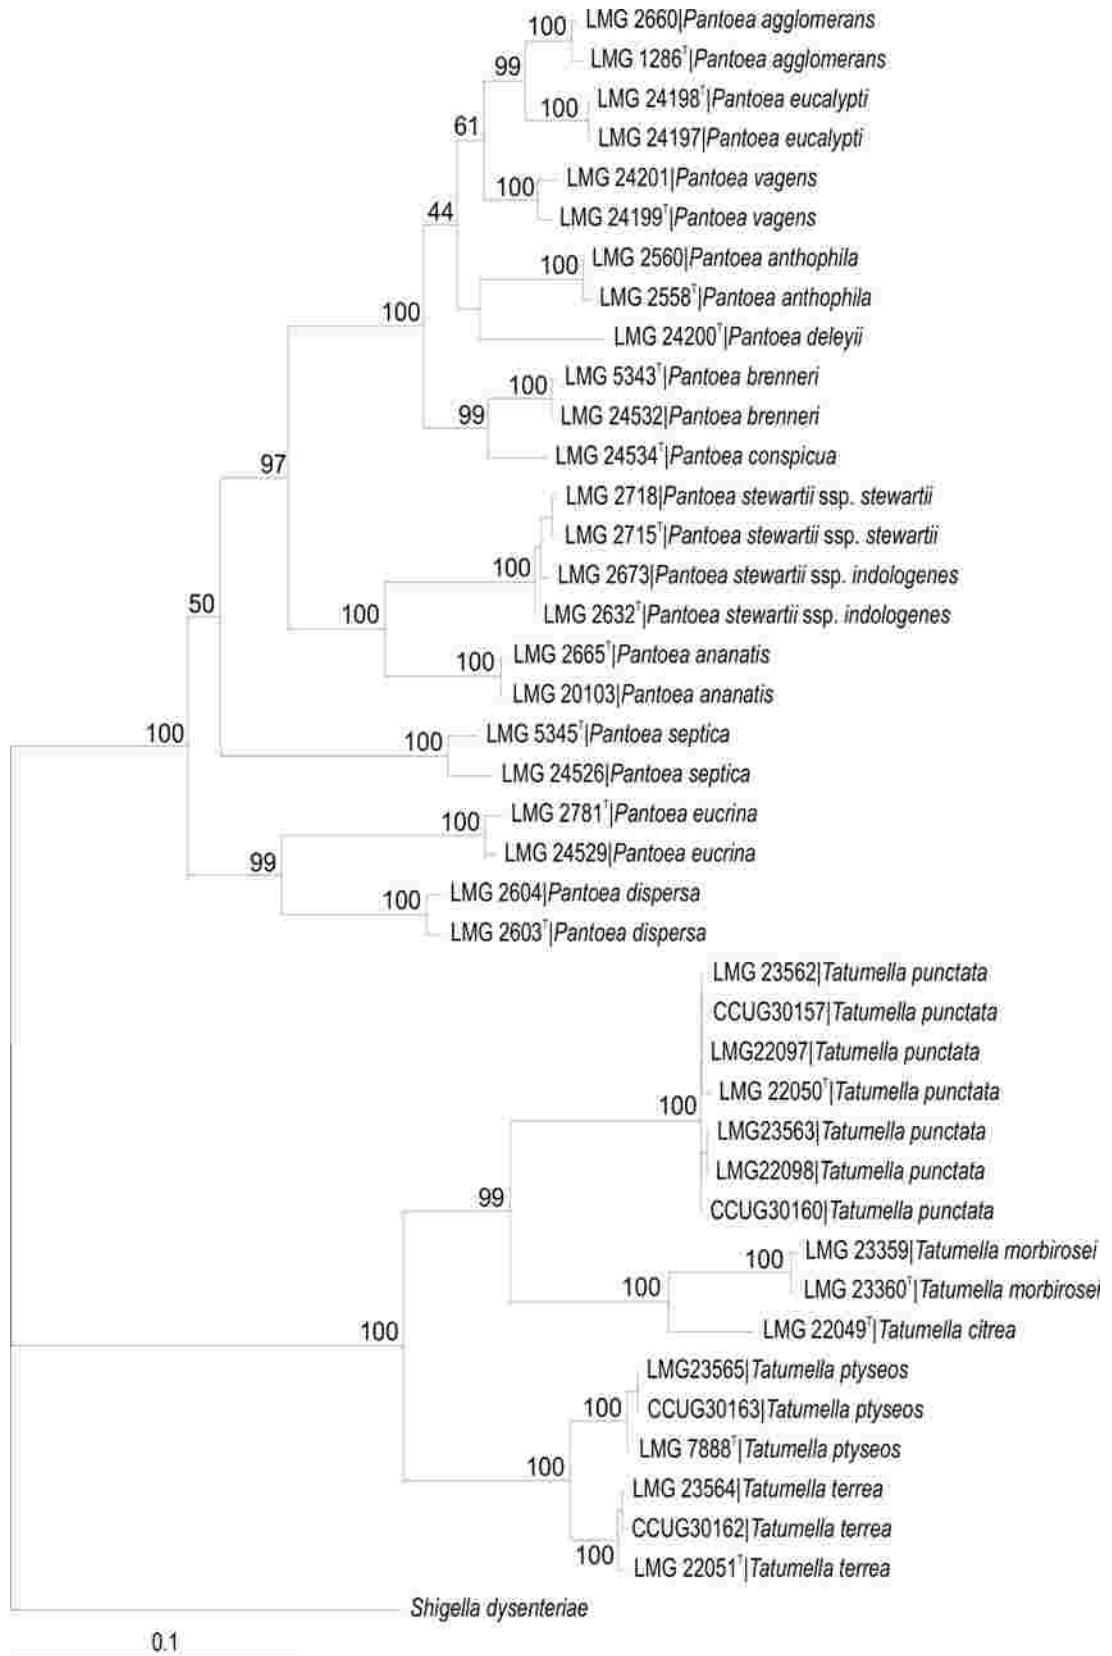 100 LMG 2660|Pantoea agglomerans
LMG 1286ᵀ|Pantoea agglomerans
99
LMG 24198ᵀ|Pantoea eucalypti
100
LMG 24197|Pantoea eucalypti
61
LMG 24201|Pantoea vagens
100
LMG 24199ᵀ|Pantoea vagens
44
LMG 2560|Pantoea anthophila
100
LMG 2558ᵀ|Pantoea anthophila
100
LMG 24200ᵀ|Pantoea deleyii
LMG 5343ᵀ|Pantoea brenneri
100
LMG 24532|Pantoea brenneri
99
LMG 24534ᵀ|Pantoea conspicua
97
LMG 2718|Pantoea stewartii ssp. stewartii
LMG 2715ᵀ|Pantoea stewartii ssp. stewartii
100
LMG 2673|Pantoea stewartii ssp. indologenes
50
100
LMG 2632ᵀ|Pantoea stewartii ssp. indologenes
LMG 2665ᵀ|Pantoea ananatis
100
LMG 20103|Pantoea ananatis
100
LMG 5345ᵀ|Pantoea septica
100
LMG 24526|Pantoea septica
LMG 2781ᵀ|Pantoea eucrina
100
LMG 24529|Pantoea eucrina
99
LMG 2604|Pantoea dispersa
100
LMG 2603ᵀ|Pantoea dispersa
LMG 23562|Tatumella punctata
CCUG30157|Tatumella punctata
LMG22097|Tatumella punctata
LMG 22050ᵀ|Tatumella punctata
100
LMG23563|Tatumella punctata
LMG22098|Tatumella punctata
99
CCUG30160|Tatumella punctata
LMG 23359|Tatumella morbirosei
100
LMG 23360ᵀ|Tatumella morbirosei
100
LMG 22049ᵀ|Tatumella citrea
100
LMG23565|Tatumella ptyseos
CCUG30163|Tatumella ptyseos
100
LMG 7888ᵀ|Tatumella ptyseos
100
LMG 23564|Tatumella terrea
CCUG30162|Tatumella terrea
100
LMG 22051ᵀ|Tatumella terrea
Shigella dysenteriae
0.1